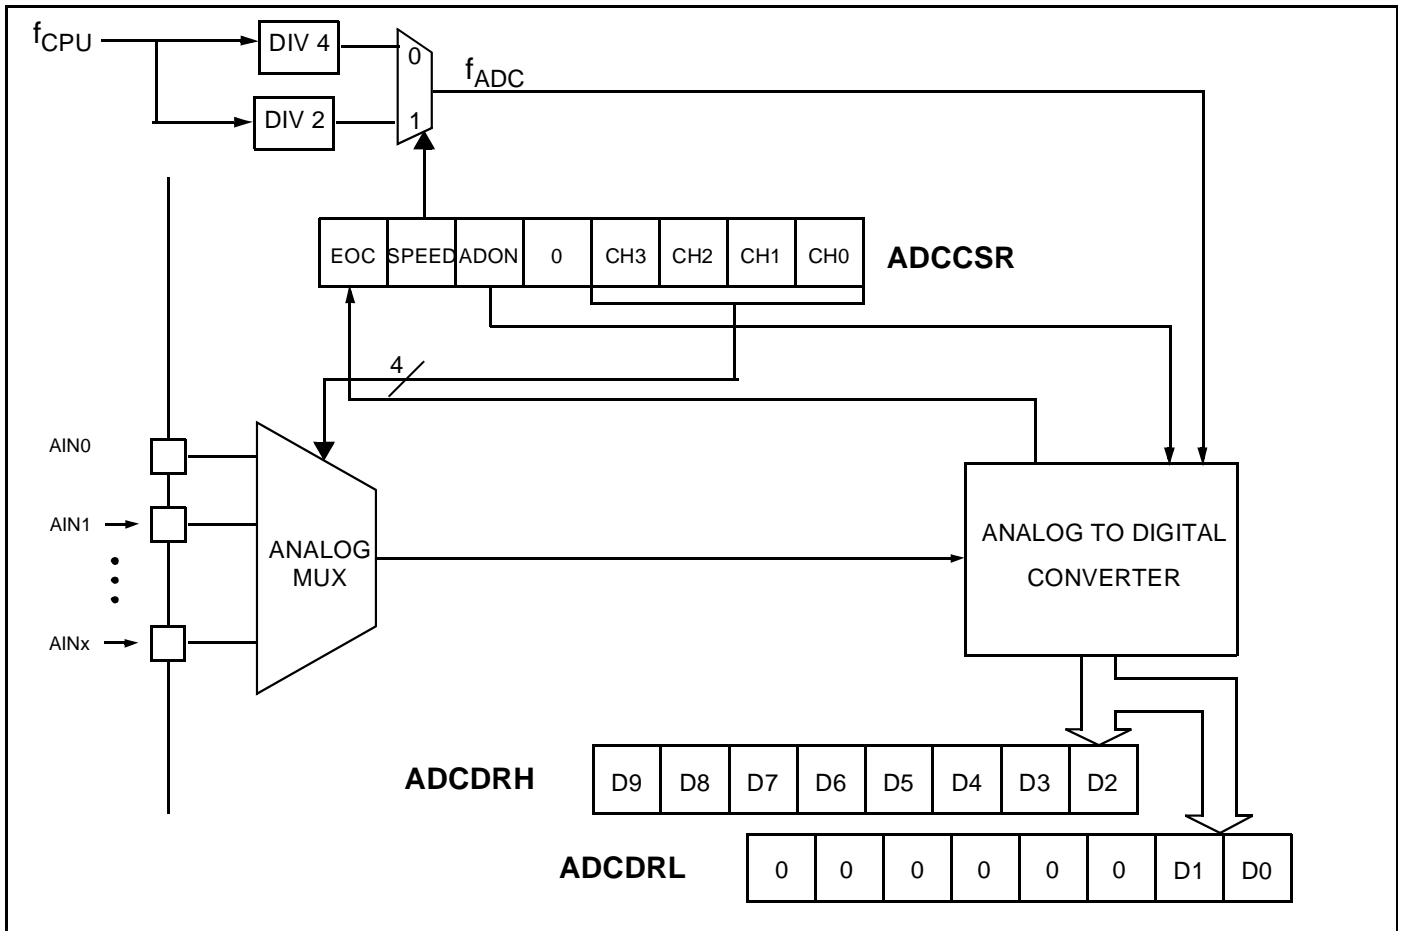 fCPU
DIV 4
0
fADC
DIV 2
1
EOC SPEED ADON 0 CH3 CH2 CH1 CH0
ADCCSR
4
AIN0
AIN1
AINx
ANALOG
MUX
ANALOG TO DIGITAL
CONVERTER
ADCDRH
D9 D8 D7 D6 D5 D4 D3 D2
ADCDRL
0 0 0 0 0 0 D1 D0